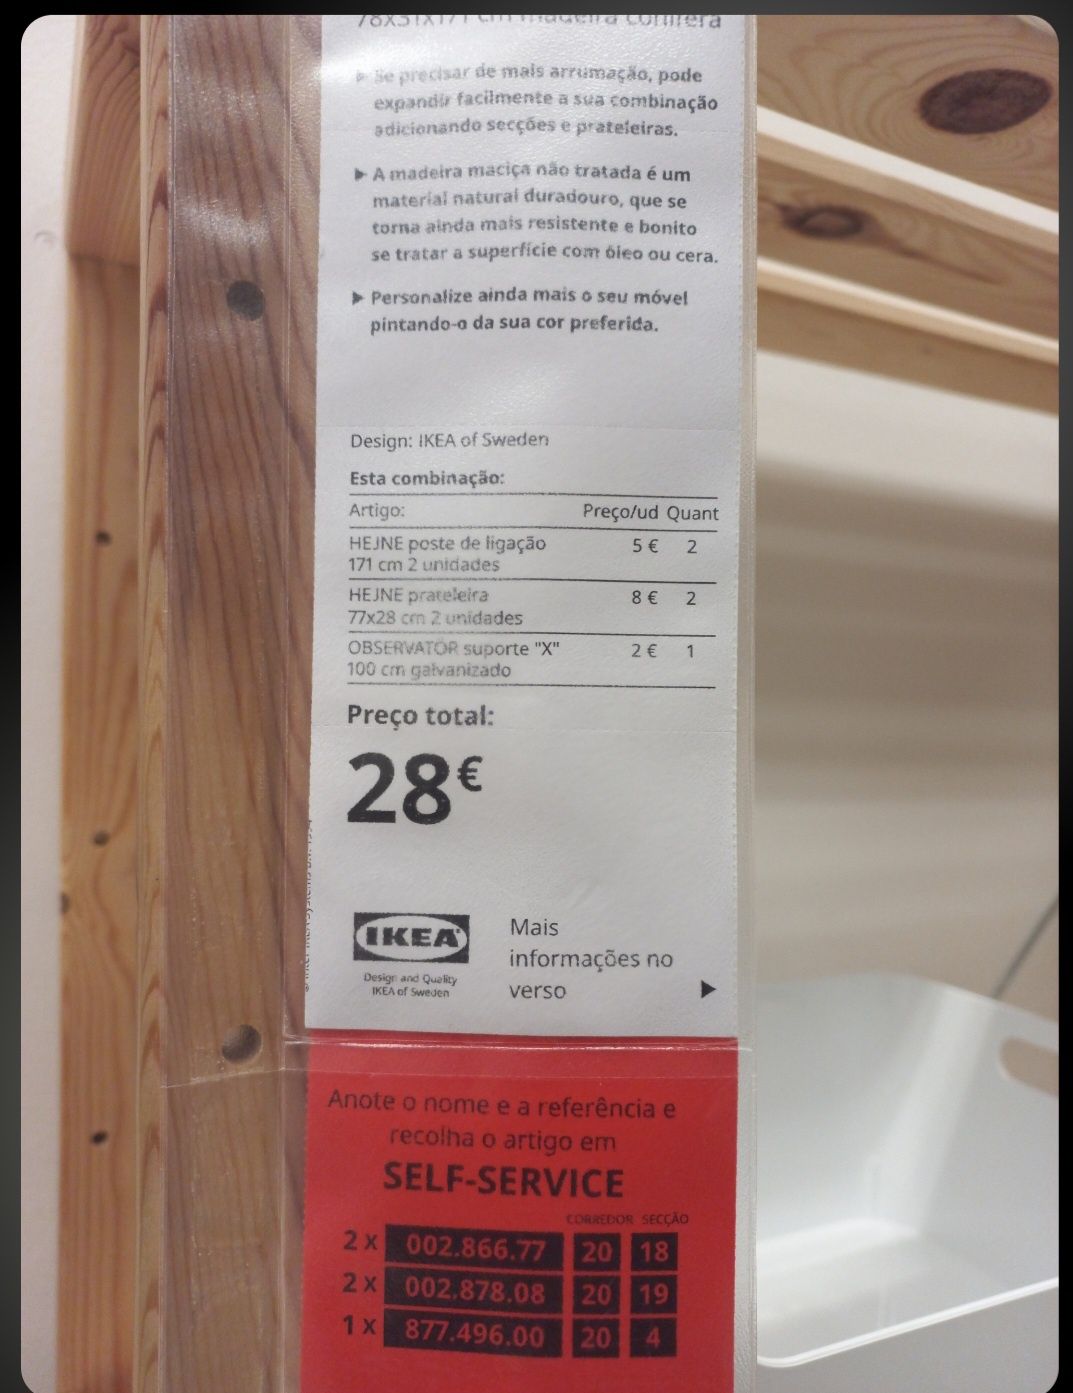 78x31x171 cm madeira conífera
▶ Se precisar de mais arrumação, pode
expandir facilmente a sua combinação
adicionando secções e prateleiras.
▶ A madeira maciça não tratada é um
material natural duradouro, que se
torna ainda mais resistente e bonito
se tratar a superfície com óleo ou cera.
▶ Personalize ainda mais o seu móvel
pintando-o da sua cor preferida.
Design: IKEA of Sweden
Esta combinação:
Artigo: Preço/ud Quant
HEJNE poste de ligação 5 € 2
171 cm 2 unidades
HEJNE prateleira 8 € 2
77x28 cm 2 unidades
OBSERVATÖR suporte "X" 2 € 1
100 cm galvanizado
Preço total:
28€
IKEA
Design and Quality
IKEA of Sweden
Mais
informações no
verso ▶
Anote o nome e a referência e
recolha o artigo em
SELF-SERVICE
CORREDOR SECÇÃO
2 x 002.866.77 20 18
2 x 002.878.08 20 19
1 x 877.496.00 20 4